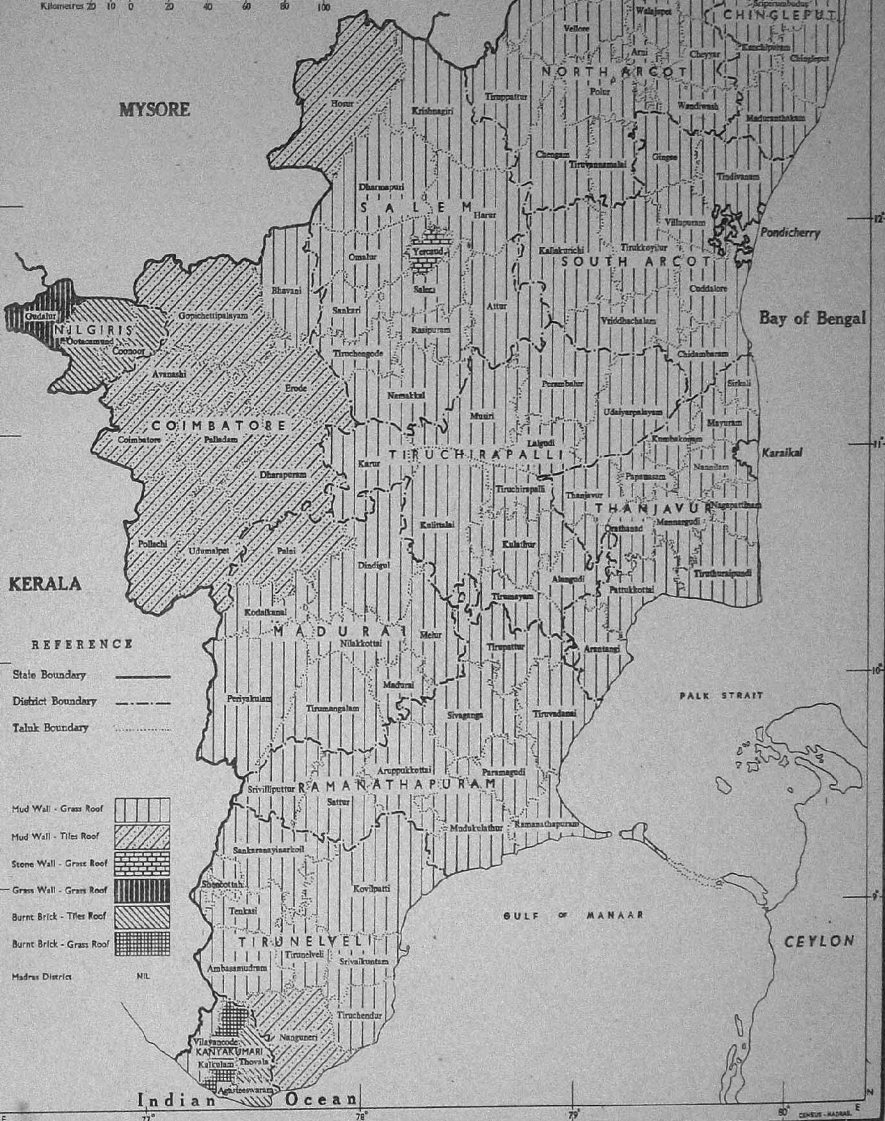 Kilometres 20 10 0 20 40 60 80 100
Sriperumbudur
CHINGLEPUT
Walajapet
Vellore
Arni
Cheyyar
Kanchipuram
Chingleput
NORTH ARCOT
MYSORE
Hosur
Krishnagiri
Tiruppattur
Polur
Wandiwash
Maduranthakam
Chengam
Tiruvannamalai
Gingee
Tindivanam
Dharmapuri
SALEM
Harur
Villupuram
12°
Pondicherry
Omalur
Yercaud
Kallakurichi
Tirukkoyilur
SOUTH ARCOT
Bhavani
Salem
Cuddalore
Gudalur
NILGIRIS
Ootacamund
Coonoor
Gopichettipalayam
Sankari
Rasipuram
Attur
Vriddhachalam
Bay of Bengal
Tiruchengode
Chidambaram
Avanashi
Erode
Namakkal
Perambalur
Sirkali
Musiri
Udaiyarpalayam
COIMBATORE
Coimbatore
Palladam
Lalgudi
Kumbakonam
Mayuram
11°
Karur
TIRUCHIRAPALLI
Karaikal
Dharapuram
Tiruchirapalli
Papanasam
Nannilam
Thanjavur
THANJAVUR
Nagapattinam
Kulittalai
Orathanad
Mannargudi
Pollachi
Udumalpet
Palni
Kulathur
Dindigul
Alangudi
Tiruthuraipundi
KERALA
Pattukkottai
Kodaikanal
Tirumayam
REFERENCE
MADURAI
Nilakkottai
Melur
Tirupattur
Arantangi
State Boundary
10°
District Boundary
Madurai
PALK STRAIT
Periyakulam
Tirumangalam
Sivaganga
Tiruvadanai
Taluk Boundary
Aruppukkottai
Paramagudi
Srivilliputtur
RAMANATHAPURAM
Sattur
Mud Wall - Grass Roof
Mudukulathur
Ramanathapuram
Mud Wall - Tiles Roof
Sankaranayinarkoil
Stone Wall - Grass Roof
Shencottah
Kovilpatti
Grass Wall - Grass Roof
9°
Tenkasi
Burnt Brick - Tiles Roof
GULF OF MANAAR
Burnt Brick - Grass Roof
TIRUNELVELI
CEYLON
Tirunelveli
Srivaikuntam
Ambasamudram
Madras District NIL
Tiruchendur
Nanguneri
Vilavancode
KANYAKUMARI
Kalkulam
Thovala
Agasteeswaram
Indian Ocean
N
E
77°
78°
79°
80°
E
CENSUS - MADRAS.